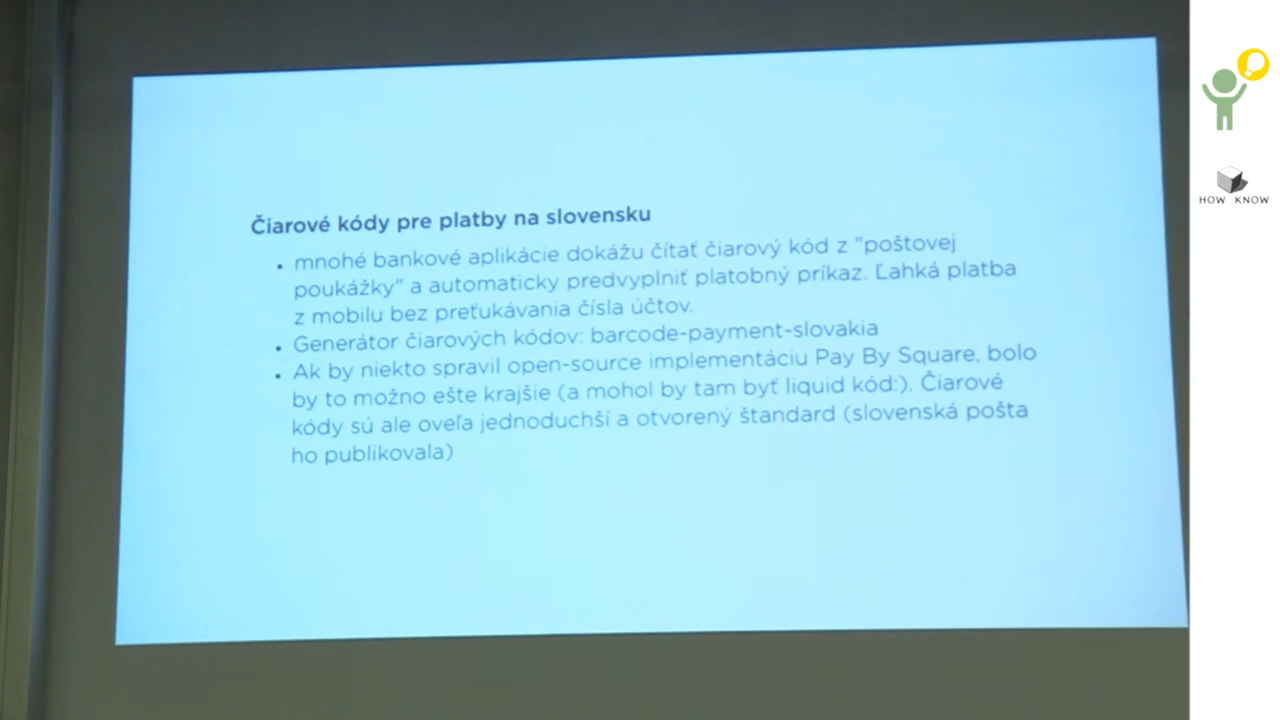 Čiarové kódy pre platby na slovensku
• mnohé bankové aplikácie dokážu čítať čiarový kód z "poštovej
poukážky" a automaticky predvyplniť platobný príkaz. Ľahká platba
z mobilu bez preťukávania čísla účtov.
• Generátor čiarových kódov: barcode-payment-slovakia
• Ak by niekto spravil open-source implementáciu Pay By Square, bolo
by to možno ešte krajšie (a mohol by tam byť liquid kód:). Čiarové
kódy sú ale oveľa jednoduchší a otvorený štandard (slovenská pošta
ho publikovala)
HOW KNOW